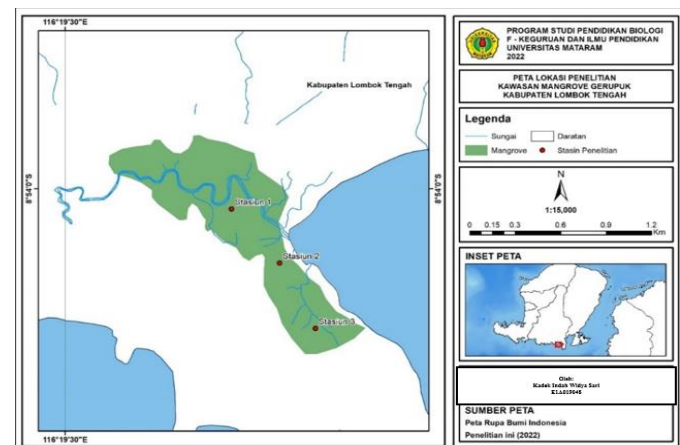 116°19'30"E
8°54'0"S
Kabupaten Lombok Tengah
Stasiun 1
Stasiun 2
Stasiun 3
8°54'0"S
116°19'30"E
PROGRAM STUDI PENDIDIKAN BIOLOGI
F - KEGURUAN DAN ILMU PENDIDIKAN
UNIVERSITAS MATARAM
2022
PETA LOKASI PENELITIAN
KAWASAN MANGROVE GERUPUK
KABUPATEN LOMBOK TENGAH
Legenda
Sungai Daratan
Mangrove Stasin Penelitian
N
1:15,000
0 0.15 0.3 0.6 0.9 1.2
Km
INSET PETA
Oleh:
Kadek Indah Widya Sari
E1A019048
SUMBER PETA
Peta Rupa Bumi Indonesia
Penelitian ini (2022)